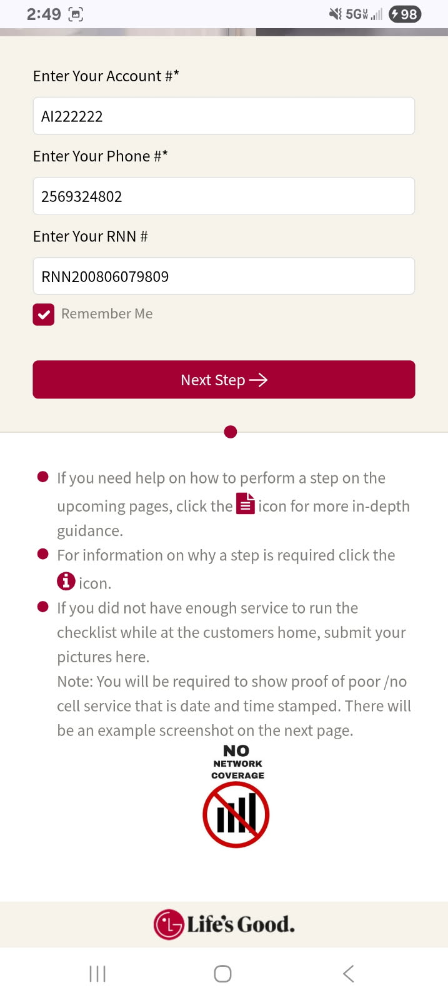 2:49
5G UW 98
Enter Your Account #*
AI222222
Enter Your Phone #*
2569324802
Enter Your RNN #
RNN200806079809
Remember Me
Next Step →
If you need help on how to perform a step on the
upcoming pages, click the icon for more in-depth
guidance.
For information on why a step is required click the
icon.
If you did not have enough service to run the
checklist while at the customers home, submit your
pictures here.
Note: You will be required to show proof of poor /no
cell service that is date and time stamped. There will
be an example screenshot on the next page.
NO
NETWORK
COVERAGE
LG Life's Good.